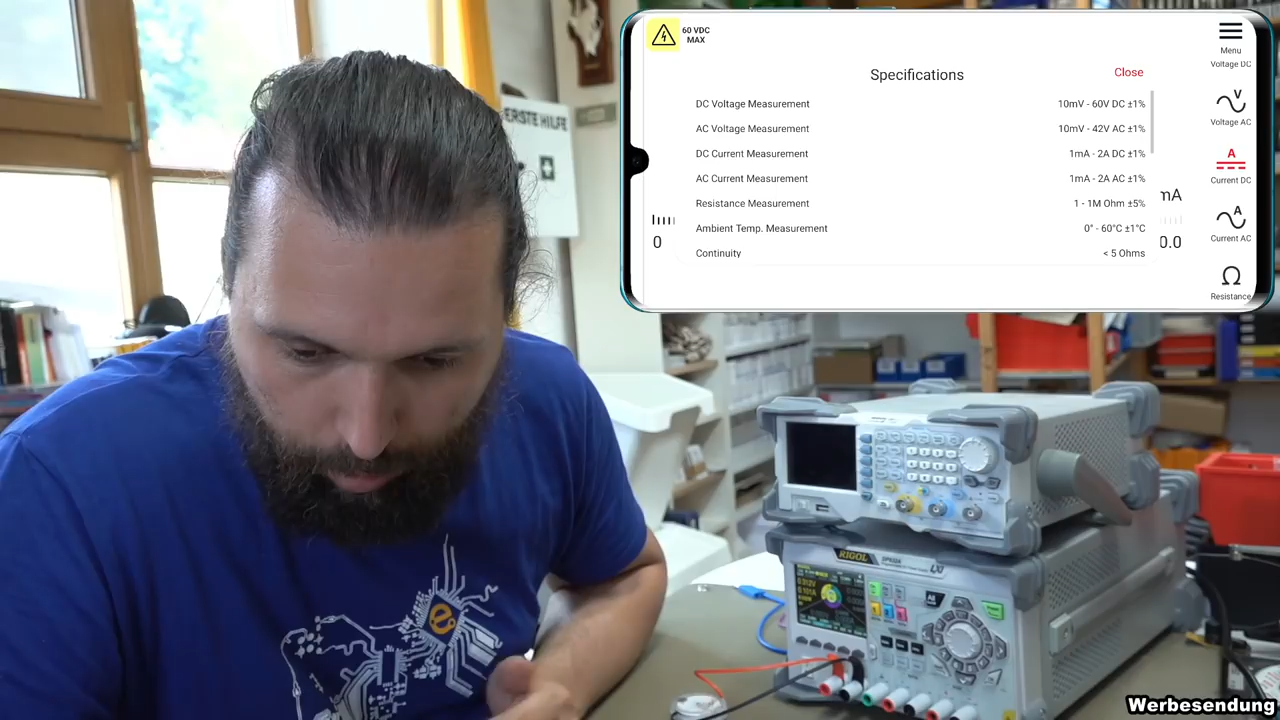 60 VDC
MAX
Menu
Specifications
Close
Voltage DC
DC Voltage Measurement 10mV - 60V DC ±1%
V
AC Voltage Measurement 10mV - 42V AC ±1%
Voltage AC
DC Current Measurement 1mA - 2A DC ±1%
A
AC Current Measurement 1mA - 2A AC ±1%
Current DC
mA
Resistance Measurement 1 - 1M Ohm ±5%
A
Ambient Temp. Measurement 0° - 60°C ±1°C
Current AC
0
0.0
Continuity < 5 Ohms
Ω
Resistance
ERSTE HILFE
RIGOL
Werbesendung